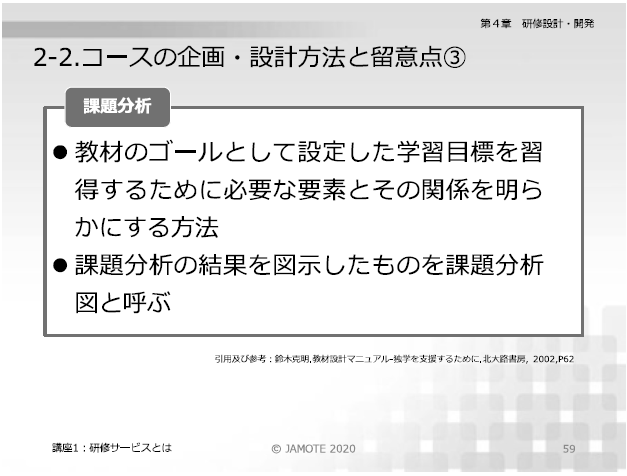 第4章 研修設計・開発
2-2.コースの企画・設計方法と留意点③
課題分析
● 教材のゴールとして設定した学習目標を習
得するために必要な要素とその関係を明ら
かにする方法
● 課題分析の結果を図示したものを課題分析
図と呼ぶ
引用及び参考：鈴木克明,教材設計マニュアル-独学を支援するために,北大路書房, 2002,P62
講座1：研修サービスとは
© JAMOTE 2020
59